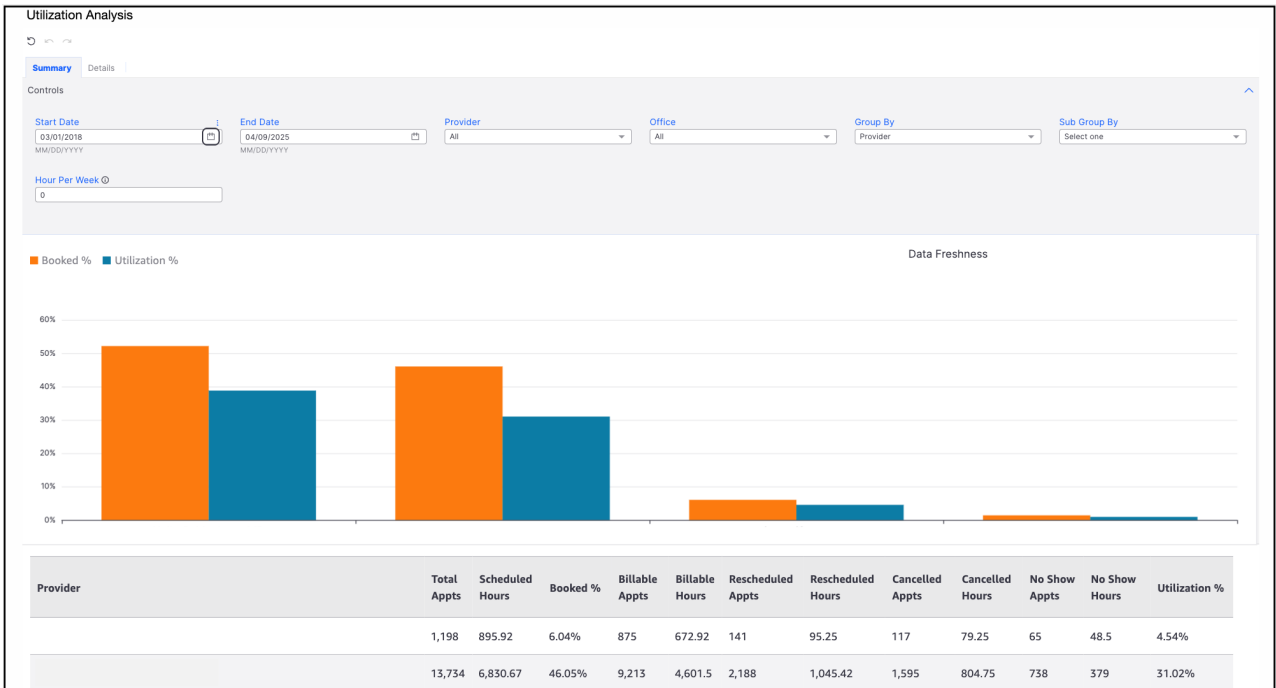 Utilization Analysis
Summary Details
Controls
Start Date End Date Provider Office Group By Sub Group By
03/01/2018 04/09/2025 All All Provider Select one
MM/DD/YYYY MM/DD/YYYY
Hour Per Week
0
Booked % Utilization % Data Freshness
60%
50%
40%
30%
20%
10%
0%
Provider Total Appts Scheduled Hours Booked % Billable Appts Billable Hours Rescheduled Appts Rescheduled Hours Cancelled Appts Cancelled Hours No Show Appts No Show Hours Utilization %
1,198 895.92 6.04% 875 672.92 141 95.25 117 79.25 65 48.5 4.54%
13,734 6,830.67 46.05% 9,213 4,601.5 2,188 1,045.42 1,595 804.75 738 379 31.02%